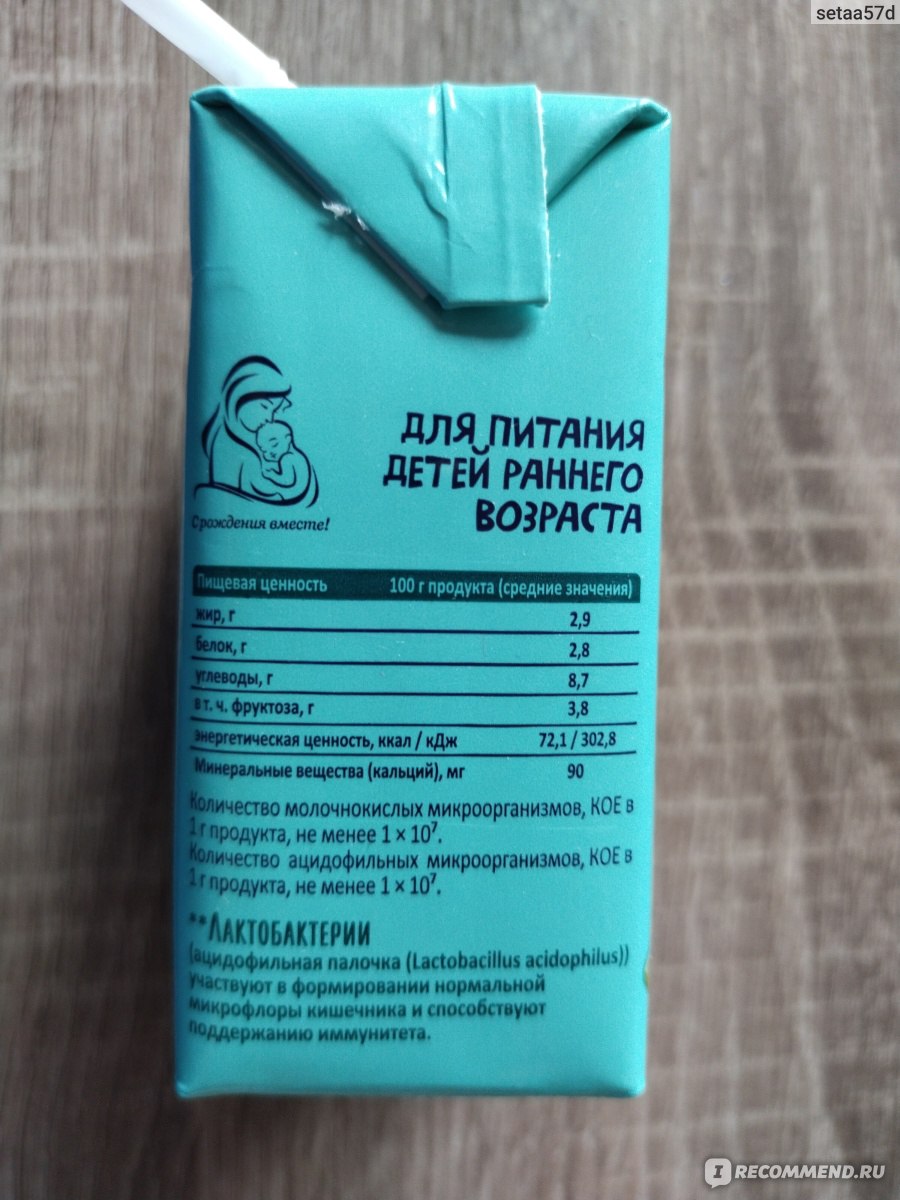 setaa57d
С рождения вместе!
ДЛЯ ПИТАНИЯ
ДЕТЕЙ РАННЕГО
ВОЗРАСТА
Пищевая ценность 100 г продукта (средние значения)
жир, г 2,9
белок, г 2,8
углеводы, г 8,7
в т. ч. фруктоза, г 3,8
энергетическая ценность, ккал / кДж 72,1 / 302,8
Минеральные вещества (кальций), мг 90
Количество молочнокислых микроорганизмов, КОЕ в
1 г продукта, не менее 1 × 10⁷.
Количество ацидофильных микроорганизмов, КОЕ в
1 г продукта, не менее 1 × 10⁷.
**ЛАКТОБАКТЕРИИ
(ацидофильная палочка (Lactobacillus acidophilus))
участвуют в формировании нормальной
микрофлоры кишечника и способствуют
поддержанию иммунитета.
IRECOMMEND.RU